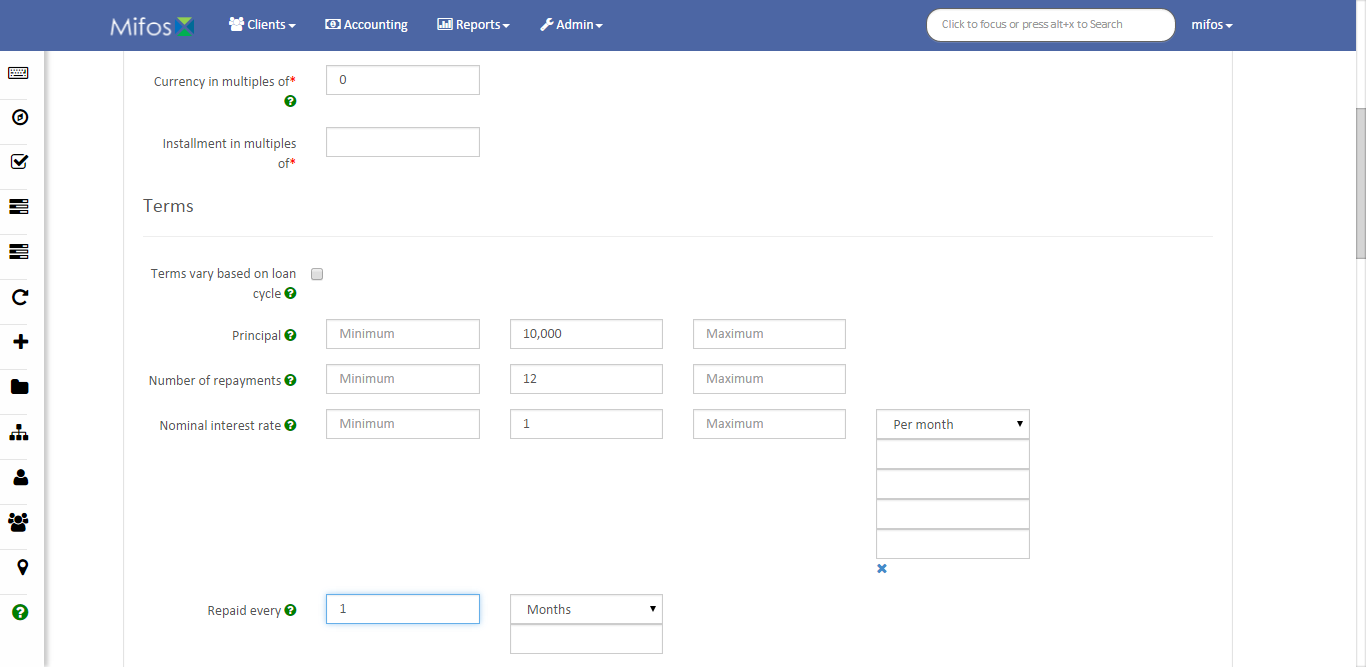 Mifos Clients Accounting Reports Admin Click to focus or press alt+x to Search mifos
Currency in multiples of* 0
Installment in multiples
of*
Terms
Terms vary based on loan
cycle
Principal Minimum 10,000 Maximum
Number of repayments Minimum 12 Maximum
Nominal interest rate Minimum 1 Maximum Per month
Repaid every 1 Months